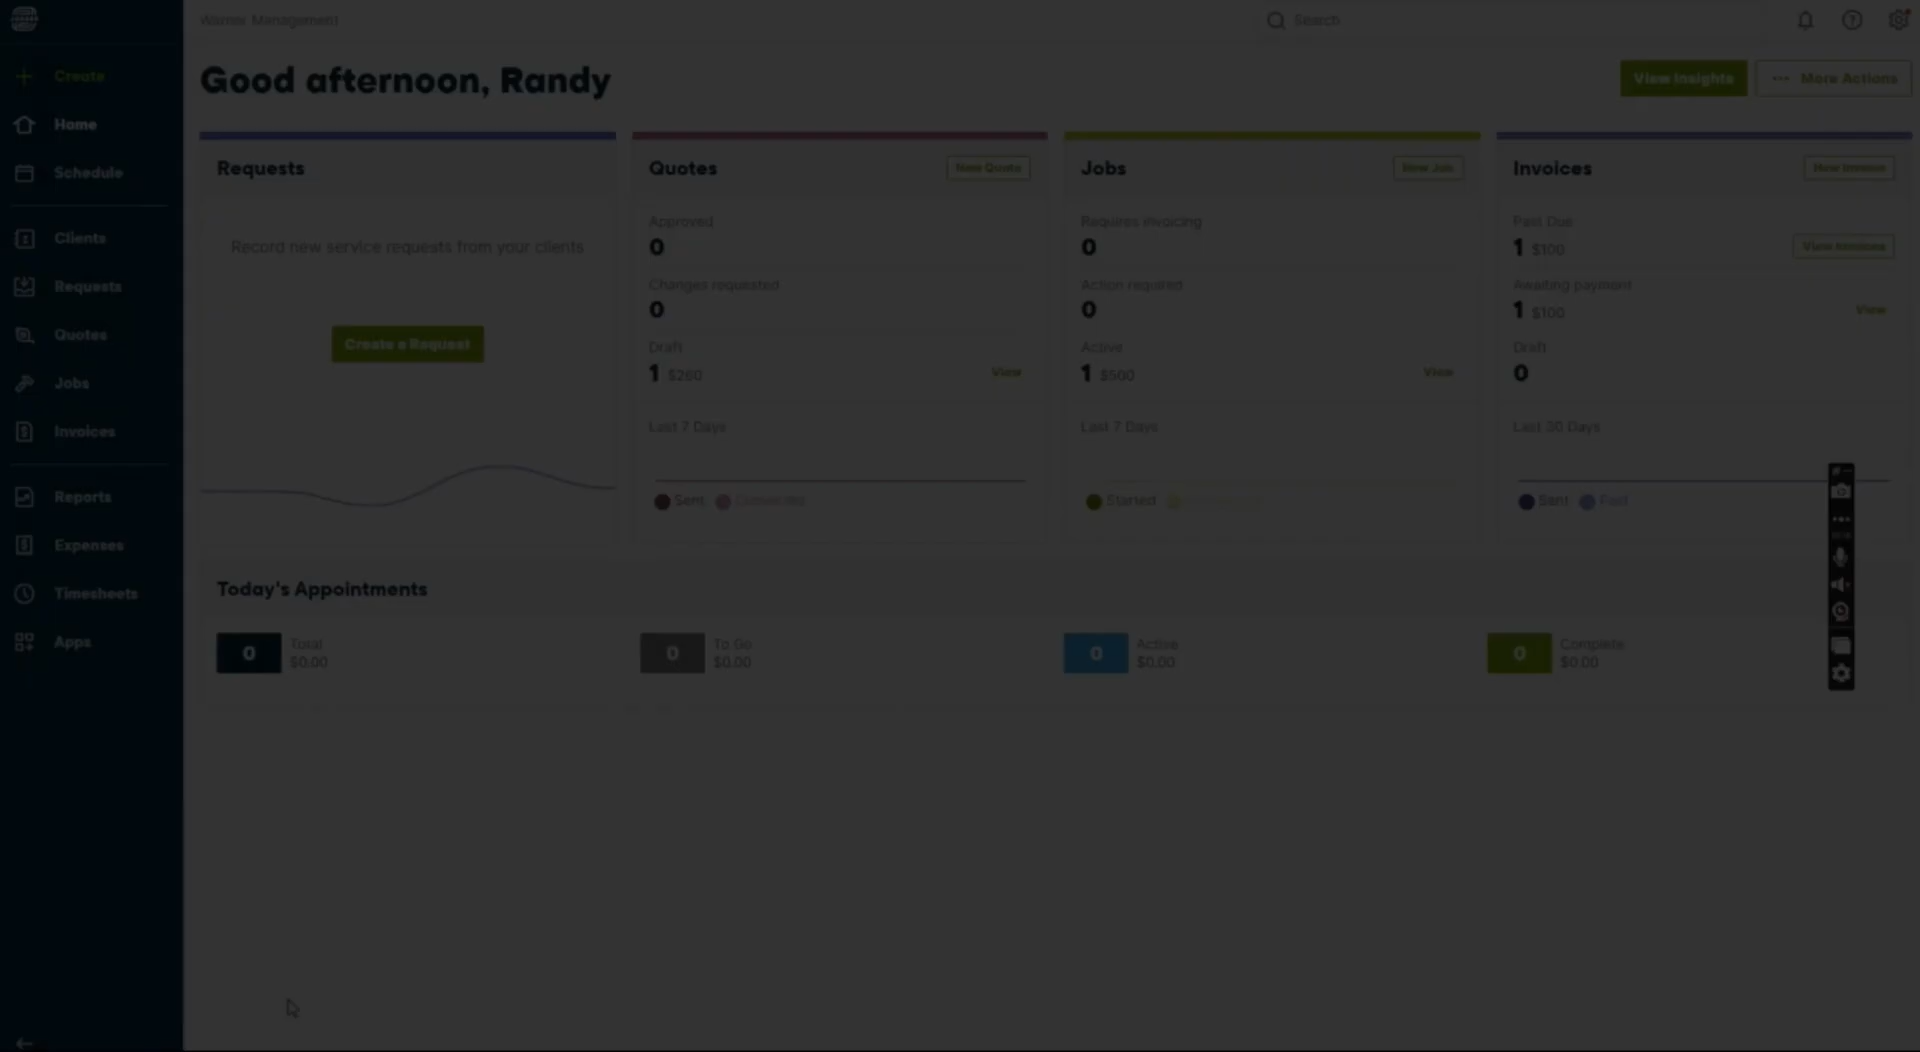 Warner Management
Search
Create
Home
Schedule
Clients
Requests
Quotes
Jobs
Invoices
Reports
Expenses
Timesheets
Apps
Good afternoon, Randy
View Insights
More Actions
Requests
Record new service requests from your clients
Create a Request
Quotes
New Quote
Approved
0
Changes requested
0
Draft
1 $260
View
Last 7 Days
Sent
Converted
Jobs
New Job
Requires invoicing
0
Action required
0
Active
1 $500
View
Last 7 Days
Started
Invoices
New Invoice
Past Due
1 $100
View Invoices
Awaiting payment
1 $100
View
Draft
0
Last 30 Days
Sent
Paid
Today's Appointments
0
Total
$0.00
0
To Go
$0.00
0
Active
$0.00
0
Complete
$0.00